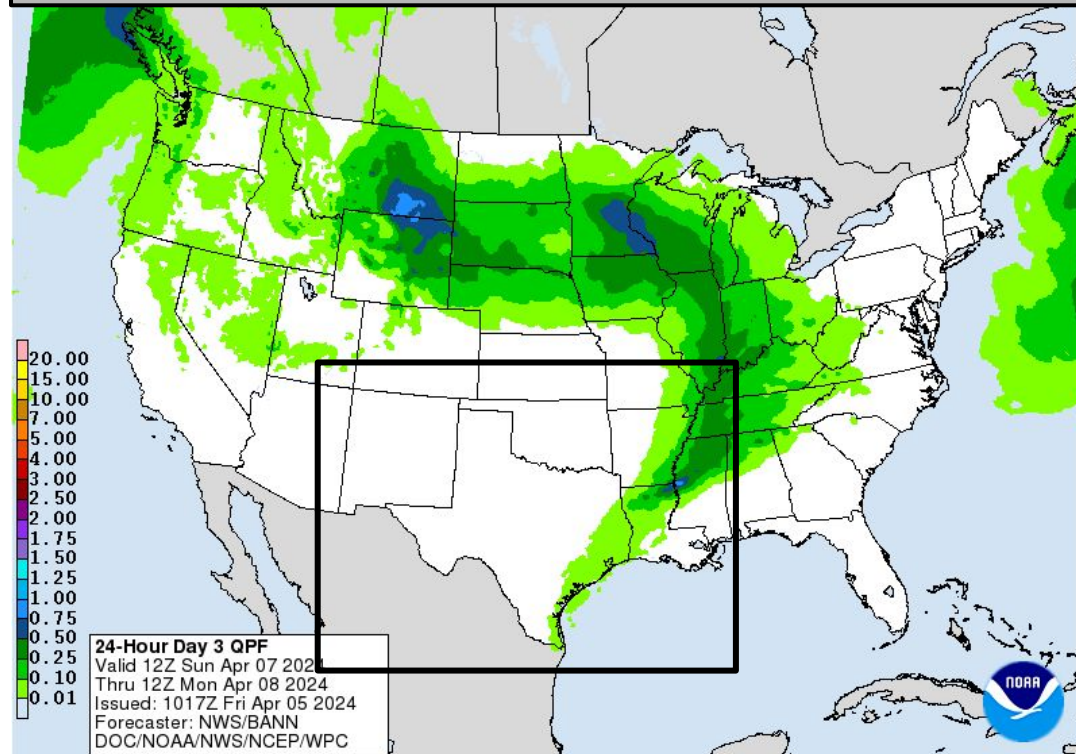 20.00
15.00
10.00
7.00
5.00
4.00
3.00
2.50
2.00
1.75
1.50
1.25
1.00
0.75
0.50
0.25
0.10
0.01
24-Hour Day 3 QPF
Valid 12Z Sun Apr 07 2024
Thru 12Z Mon Apr 08 2024
Issued: 1017Z Fri Apr 05 2024
Forecaster: NWS/BANN
DOC/NOAA/NWS/NCEP/WPC
NOAA